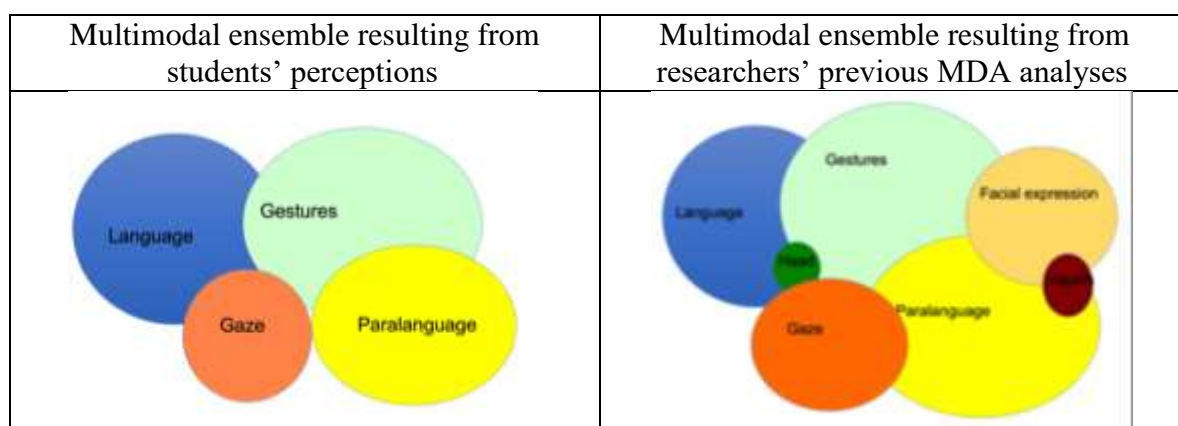 Multimodal ensemble resulting from
students’ perceptions
Multimodal ensemble resulting from
researchers’ previous MDA analyses
Gestures
Language
Gaze
Paralanguage
Gestures
Facial expression
Language
Head
Paralanguage
Gaze